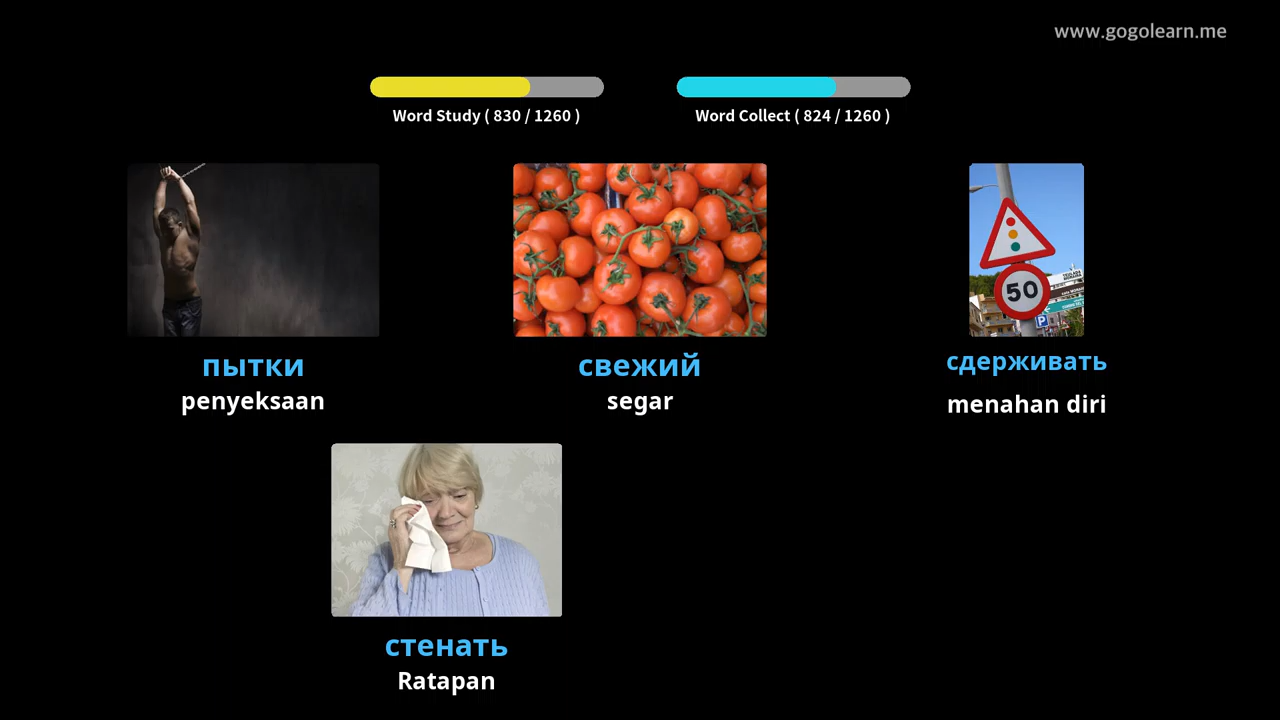 www.gogolearn.me
Word Study ( 830 / 1260 )
Word Collect ( 824 / 1260 )
50
P
пытки
penyeksaan
свежий
segar
сдерживать
menahan diri
стенать
Ratapan